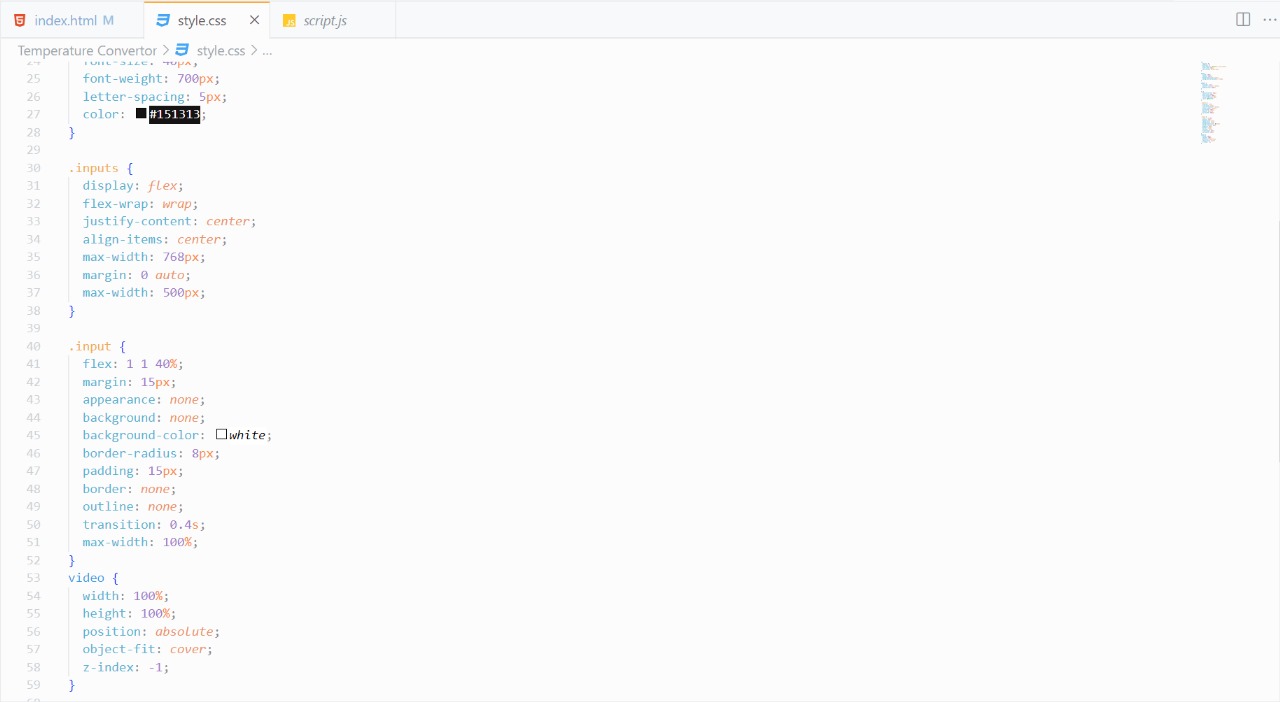 index.html M style.css script.js
Temperature Convertor > style.css > ...
24 font-size: 40px;
25 font-weight: 700px;
26 letter-spacing: 5px;
27 color: #151313;
28 }
29
30 .inputs {
31 display: flex;
32 flex-wrap: wrap;
33 justify-content: center;
34 align-items: center;
35 max-width: 768px;
36 margin: 0 auto;
37 max-width: 500px;
38 }
39
40 .input {
41 flex: 1 1 40%;
42 margin: 15px;
43 appearance: none;
44 background: none;
45 background-color: white;
46 border-radius: 8px;
47 padding: 15px;
48 border: none;
49 outline: none;
50 transition: 0.4s;
51 max-width: 100%;
52 }
53 video {
54 width: 100%;
55 height: 100%;
56 position: absolute;
57 object-fit: cover;
58 z-index: -1;
59 }